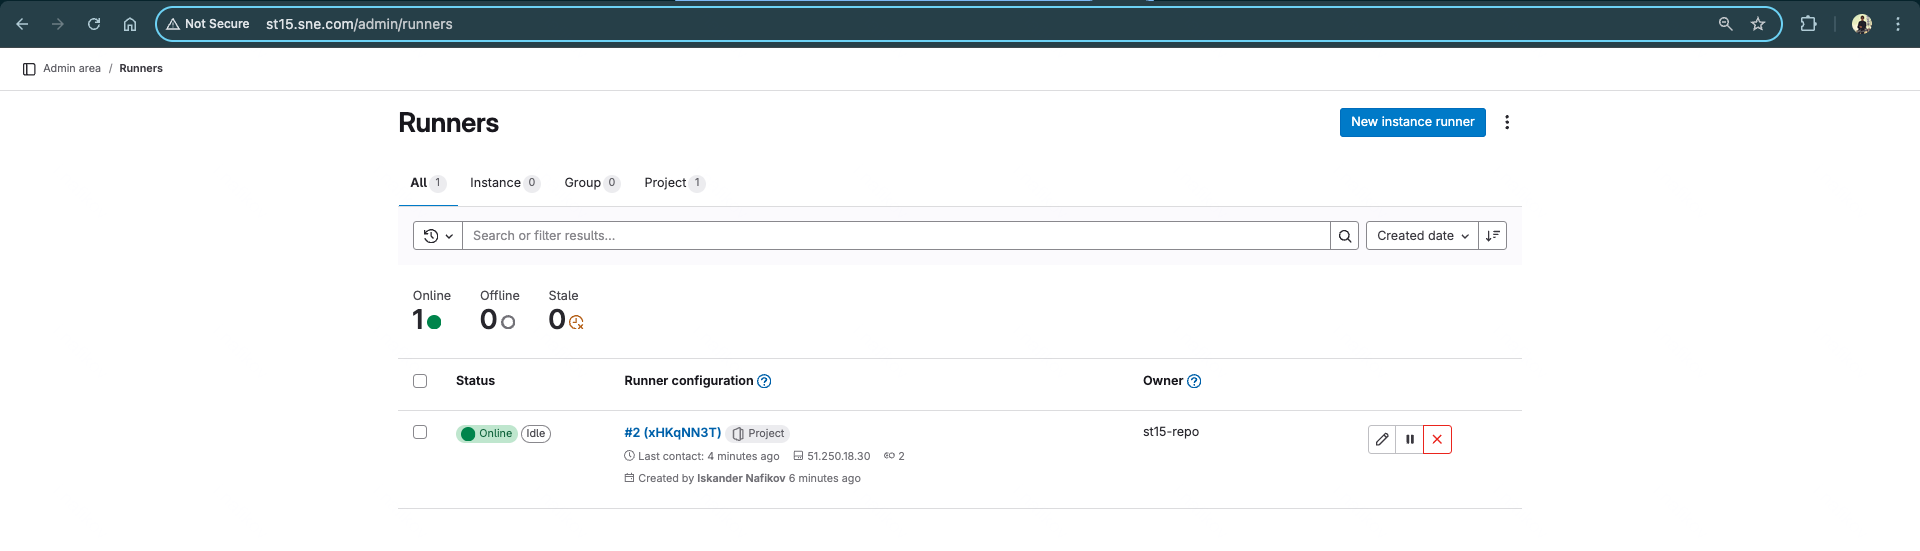 Not Secure st15.sne.com/admin/runners
Admin area / Runners
Runners
New instance runner
All 1 Instance 0 Group 0 Project 1
Search or filter results...
Created date
Online Offline Stale
1 0 0
Status Runner configuration Owner
Online Idle #2 (xHKqNN3T) Project st15-repo
Last contact: 4 minutes ago 51.250.18.30 2
Created by Iskander Nafikov 6 minutes ago